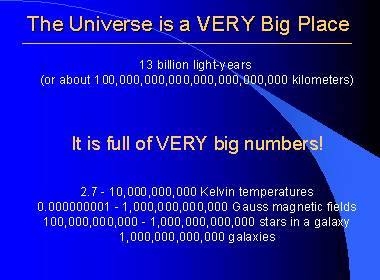 The Universe is a VERY Big Place
13 billion light-years
(or about 100,000,000,000,000,000,000,000 kilometers)
It is full of VERY big numbers!
2.7 - 10,000,000,000 Kelvin temperatures
0.000000001 - 1,000,000,000,000 Gauss magnetic fields
100,000,000,000 - 1,000,000,000,000 stars in a galaxy
1,000,000,000,000 galaxies